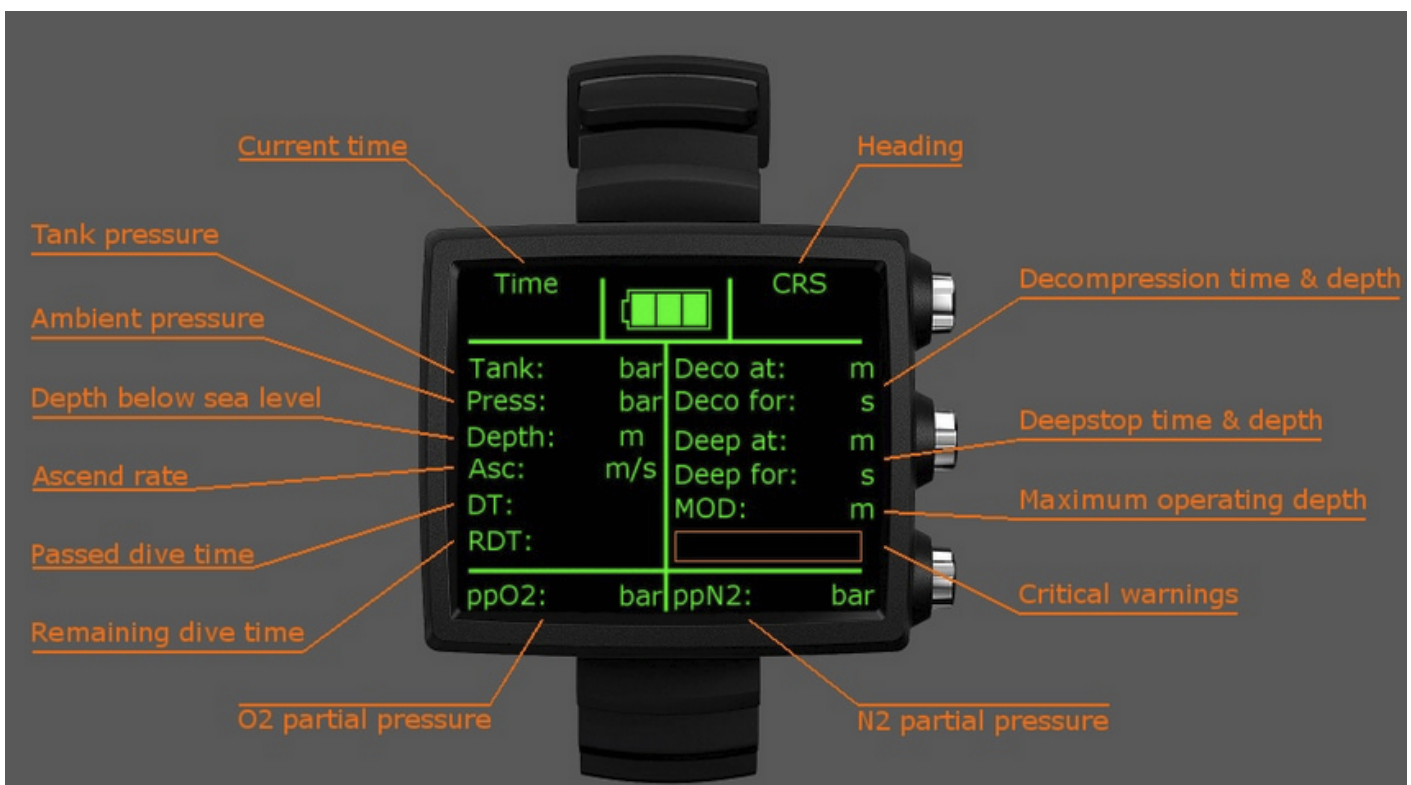 Current time
Heading
Tank pressure
Ambient pressure
Depth below sea level
Ascend rate
Passed dive time
Remaining dive time
Time
CRS
Tank: bar
Press: bar
Depth: m
Asc: m/s
DT:
RDT:
Deco at: m
Deco for: s
Deep at: m
Deep for: s
MOD: m
ppO2: bar
ppN2: bar
Decompression time & depth
Deepstop time & depth
Maximum operating depth
Critical warnings
O2 partial pressure
N2 partial pressure